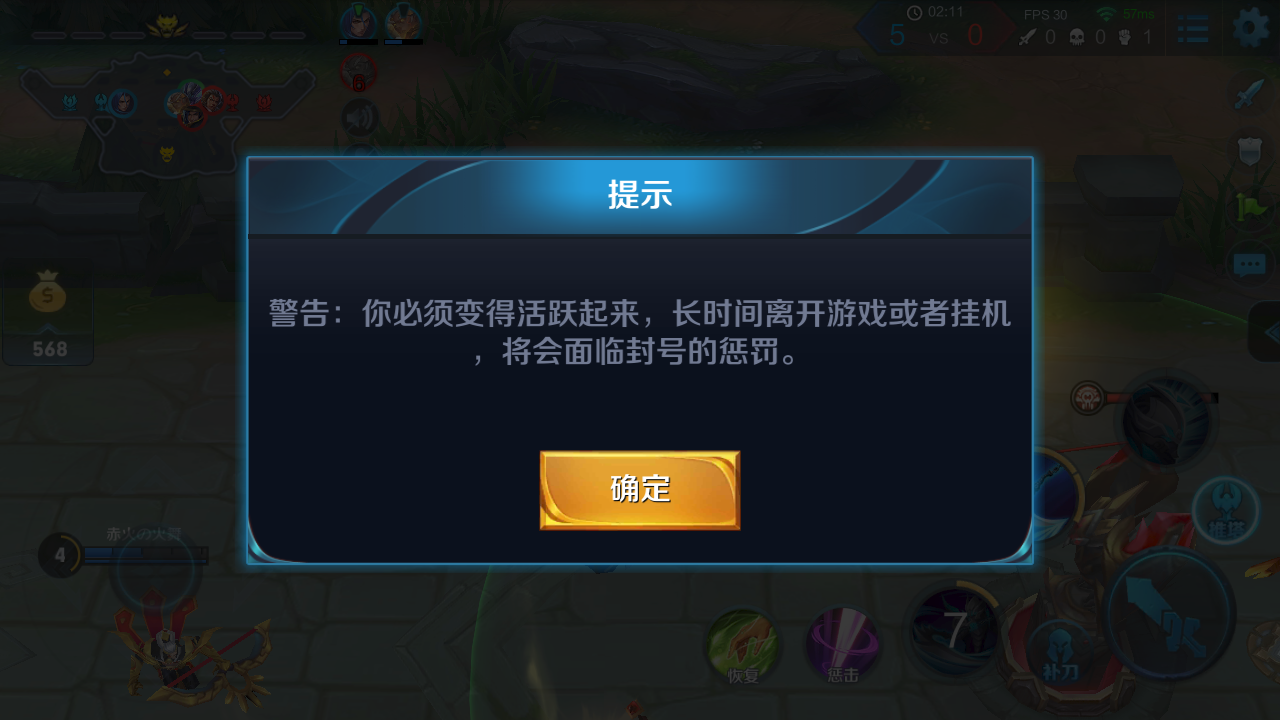 02:11
FPS 30
57ms
5 VS 0
0 0 1
提示
警告：你必须变得活跃起来，长时间离开游戏或者挂机
，将会面临封号的惩罚。
确定
568
4
推塔
7
恢复
惩击
补刀